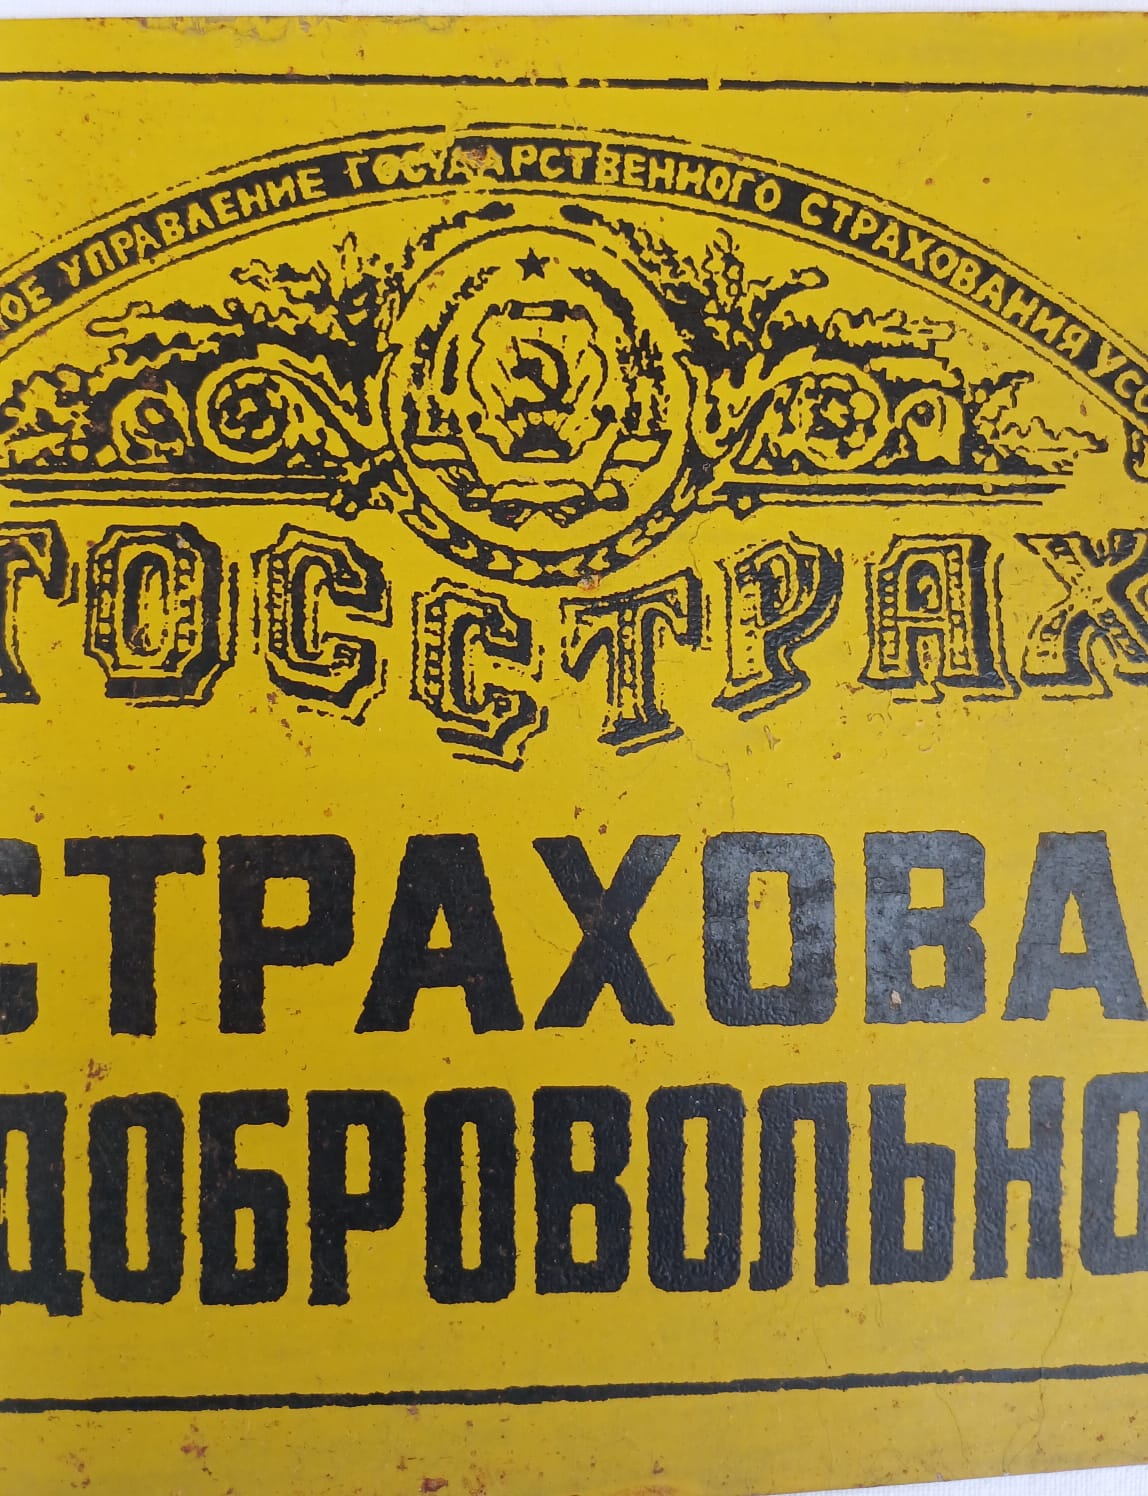 ОЕ УПРАВЛЕНИЕ ГОСУДАРСТВЕННОГО СТРАХОВАНИЯ УСС
ГОССТРАХ
СТРАХОВА
ДОБРОВОЛЬНО